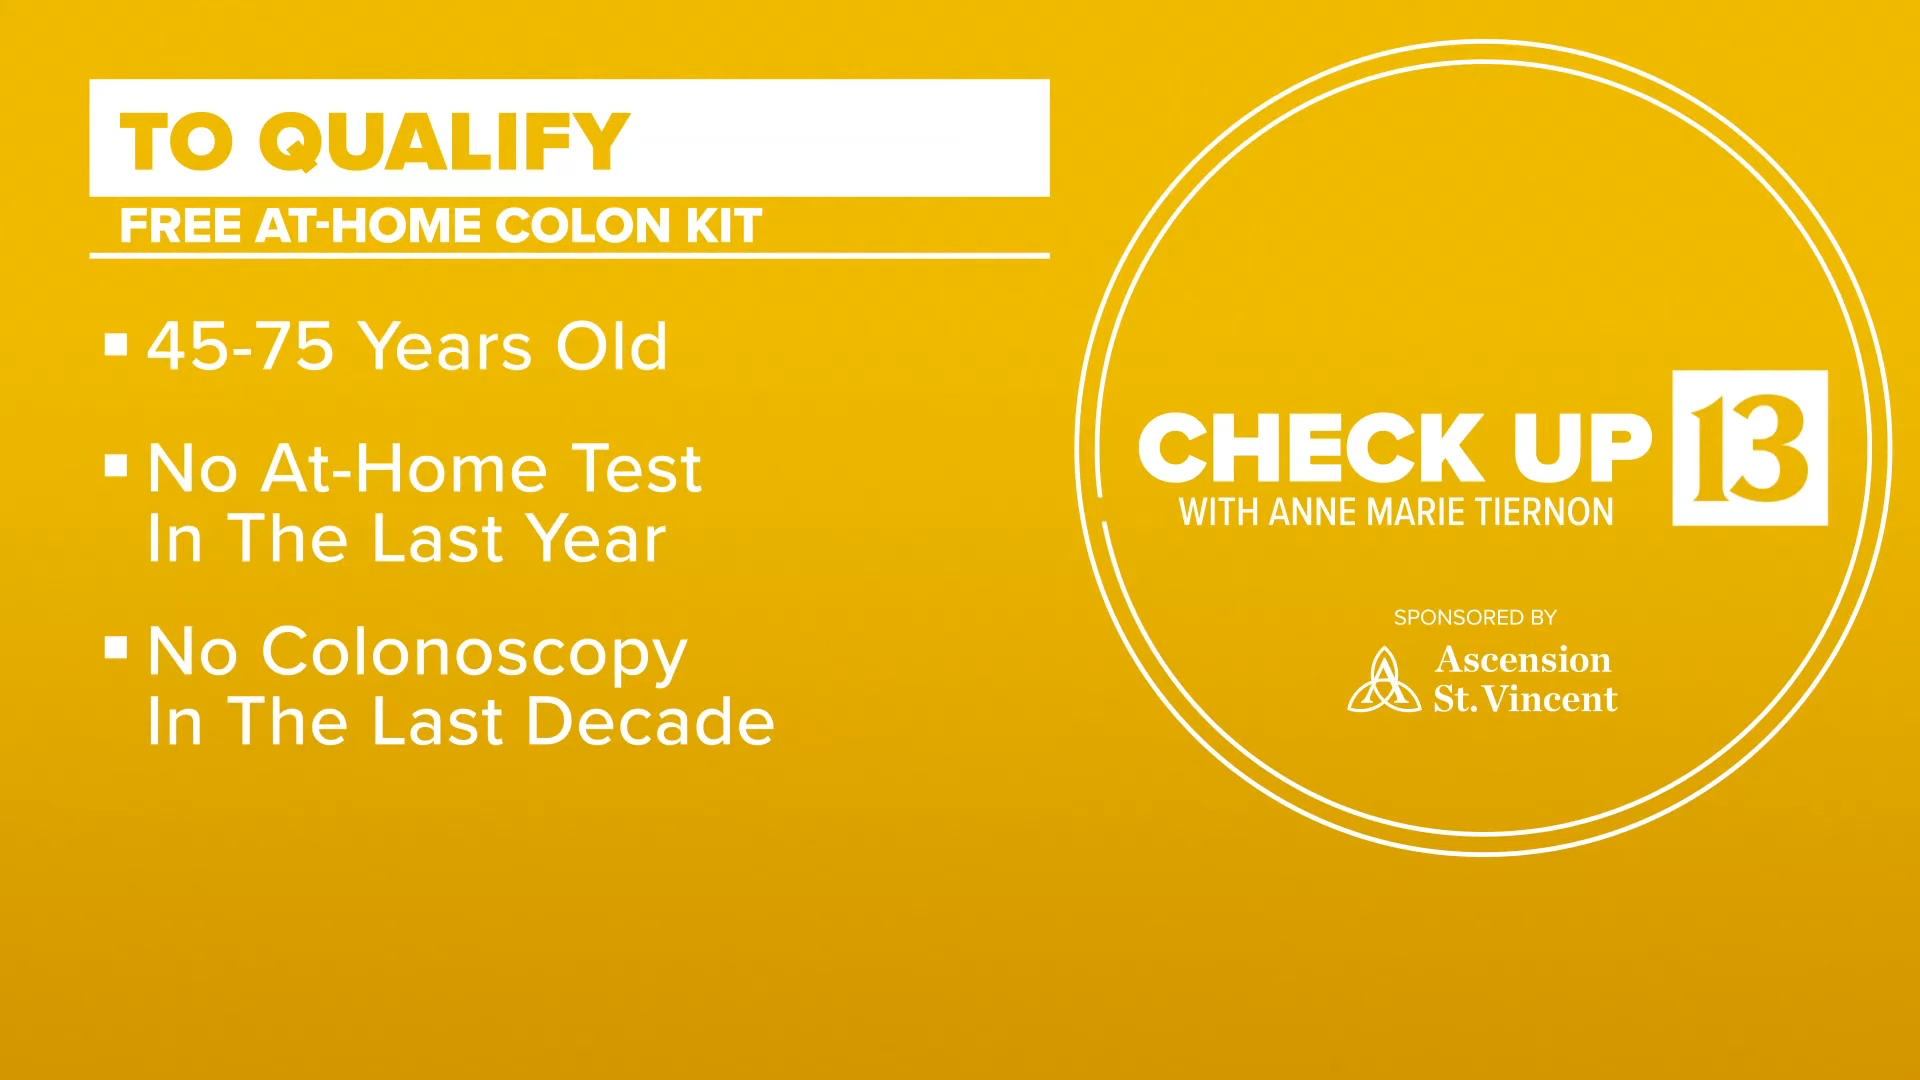 TO QUALIFY
FREE AT-HOME COLON KIT
45-75 Years Old
No At-Home Test
In The Last Year
No Colonoscopy
In The Last Decade
CHECK UP 13
WITH ANNE MARIE TIERNON
SPONSORED BY
Ascension
St. Vincent